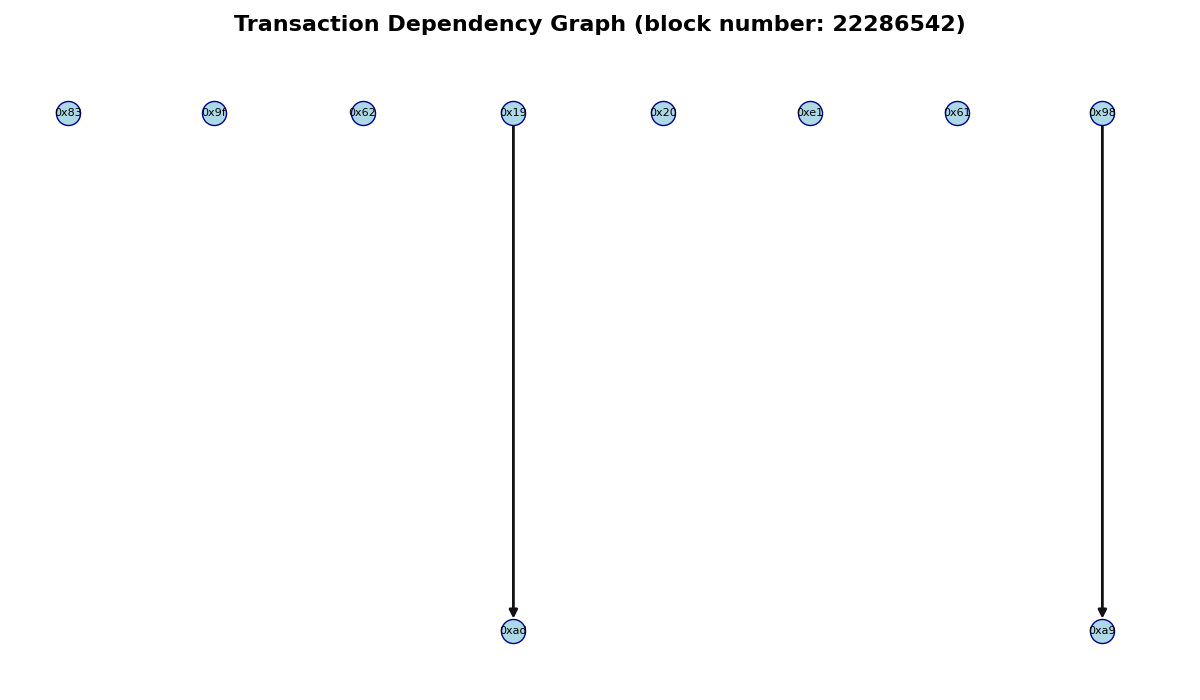 Transaction Dependency Graph (block number: 22286542)
0x83 0x9f 0x62 0x19 0x20 0xe1 0x61 0x98
0xad 0xa9